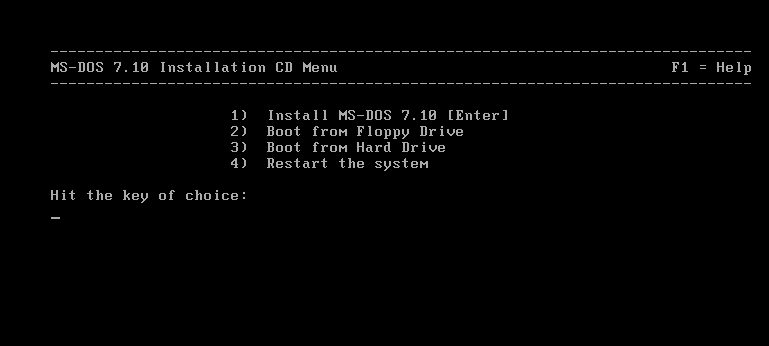 --------------------------------------------------------------------------------
MS-DOS 7.10 Installation CD Menu F1 = Help
--------------------------------------------------------------------------------
1) Install MS-DOS 7.10 [Enter]
2) Boot from Floppy Drive
3) Boot from Hard Drive
4) Restart the system
Hit the key of choice:
_